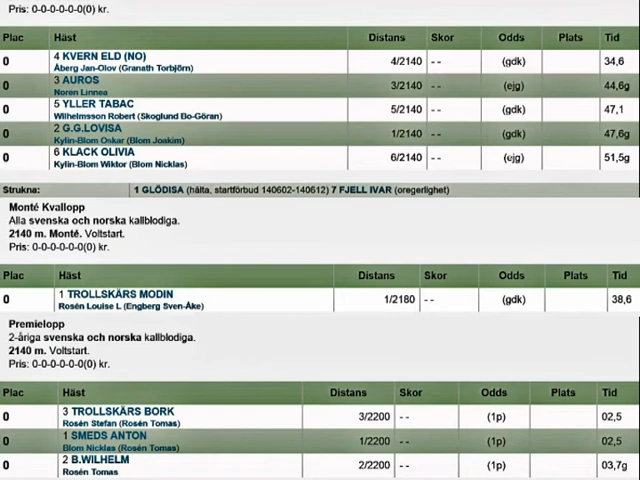 Pris: 0-0-0-0-0-0(0) kr.
Plac Häst Distans Skor Odds Plats Tid
0 4 KVERN ELD (NO) 4/2140 - - (gdk) 34,6
Åberg Jan-Olov (Granath Torbjörn)
0 3 AUROS 3/2140 - - (ejg) 44,6g
Norén Linnea
0 5 YLLER TABAC 5/2140 - - (gdk) 47,1
Wilhelmsson Robert (Skoglund Bo-Göran)
0 2 G.G.LOVISA 1/2140 - - (gdk) 47,6g
Kylin-Blom Oskar (Blom Joakim)
0 6 KLACK OLIVIA 6/2140 - - (ejg) 51,5g
Kylin-Blom Wiktor (Blom Nicklas)
Strukna: 1 GLÖDISA (hälta, startförbud 140602-140612) 7 FJELL IVAR (oregerlighet)
Monté Kvallopp
Alla svenska och norska kallblodiga.
2140 m. Monté. Voltstart.
Pris: 0-0-0-0-0-0(0) kr.
Plac Häst Distans Skor Odds Plats Tid
0 1 TROLLSKÄRS MODIN 1/2180 - - (gdk) 38,6
Rosén Louise L (Engberg Sven-Åke)
Premielopp
2-åriga svenska och norska kallblodiga.
2140 m. Voltstart.
Pris: 0-0-0-0-0-0(0) kr.
Plac Häst Distans Skor Odds Plats Tid
0 3 TROLLSKÄRS BORK 3/2200 - - (1p) 02,5
Rosén Stefan (Rosén Tomas)
0 1 SMEDS ANTON 1/2200 - - (1p) 02,5
Blom Nicklas (Rosén Tomas)
0 2 B.WILHELM 2/2200 - - (1p) 03,7g
Rosén Tomas